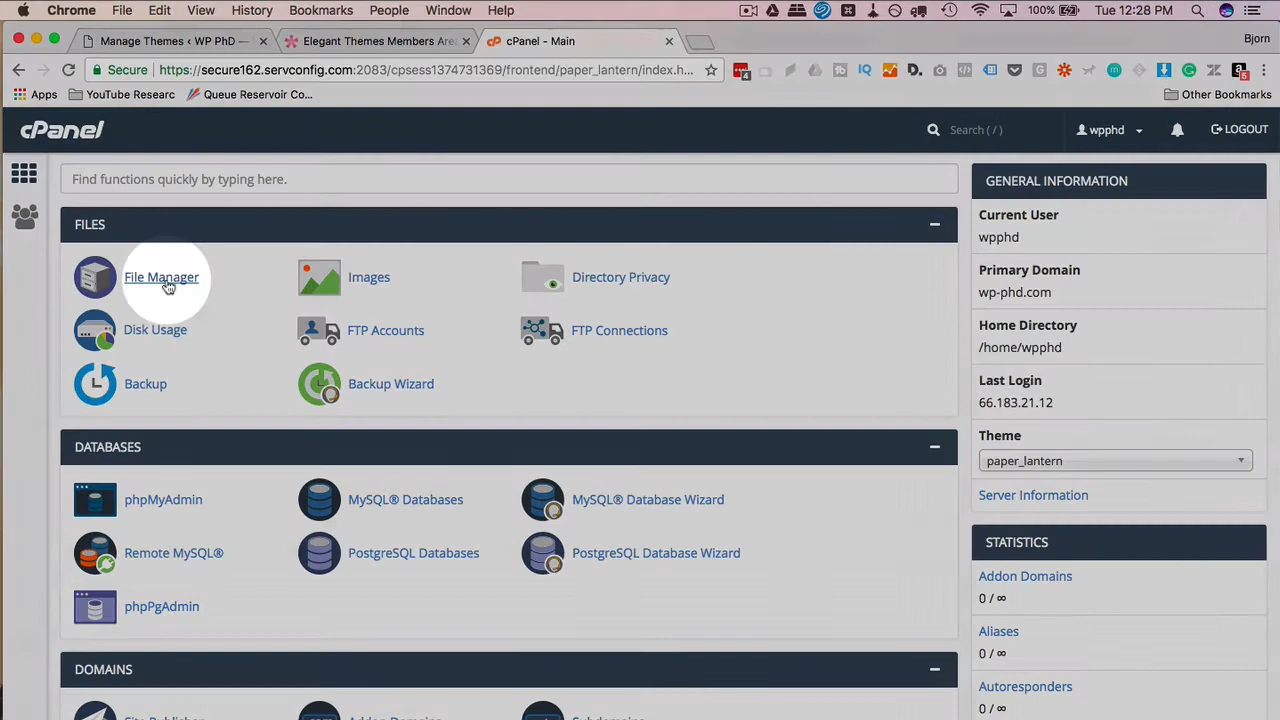 Chrome File Edit View History Bookmarks People Window Help 100% Tue 12:28 PM
Manage Themes ‹ WP PhD — Elegant Themes Members Area cPanel - Main Bjorn
Secure https://secure162.servconfig.com:2083/cpsess1374731369/frontend/paper_lantern/index.h...
Apps YouTube Researc Queue Reservoir Co... Other Bookmarks
cPanel Search ( / ) wpphd LOGOUT
Find functions quickly by typing here.
FILES
File Manager Images Directory Privacy
Disk Usage FTP Accounts FTP Connections
Backup Backup Wizard
DATABASES
phpMyAdmin MySQL® Databases MySQL® Database Wizard
Remote MySQL® PostgreSQL Databases PostgreSQL Database Wizard
phpPgAdmin
DOMAINS
Site Publisher Addon Domains Subdomains
GENERAL INFORMATION
Current User
wpphd
Primary Domain
wp-phd.com
Home Directory
/home/wpphd
Last Login
66.183.21.12
Theme
paper_lantern
Server Information
STATISTICS
Addon Domains
0 / ∞
Aliases
0 / ∞
Autoresponders